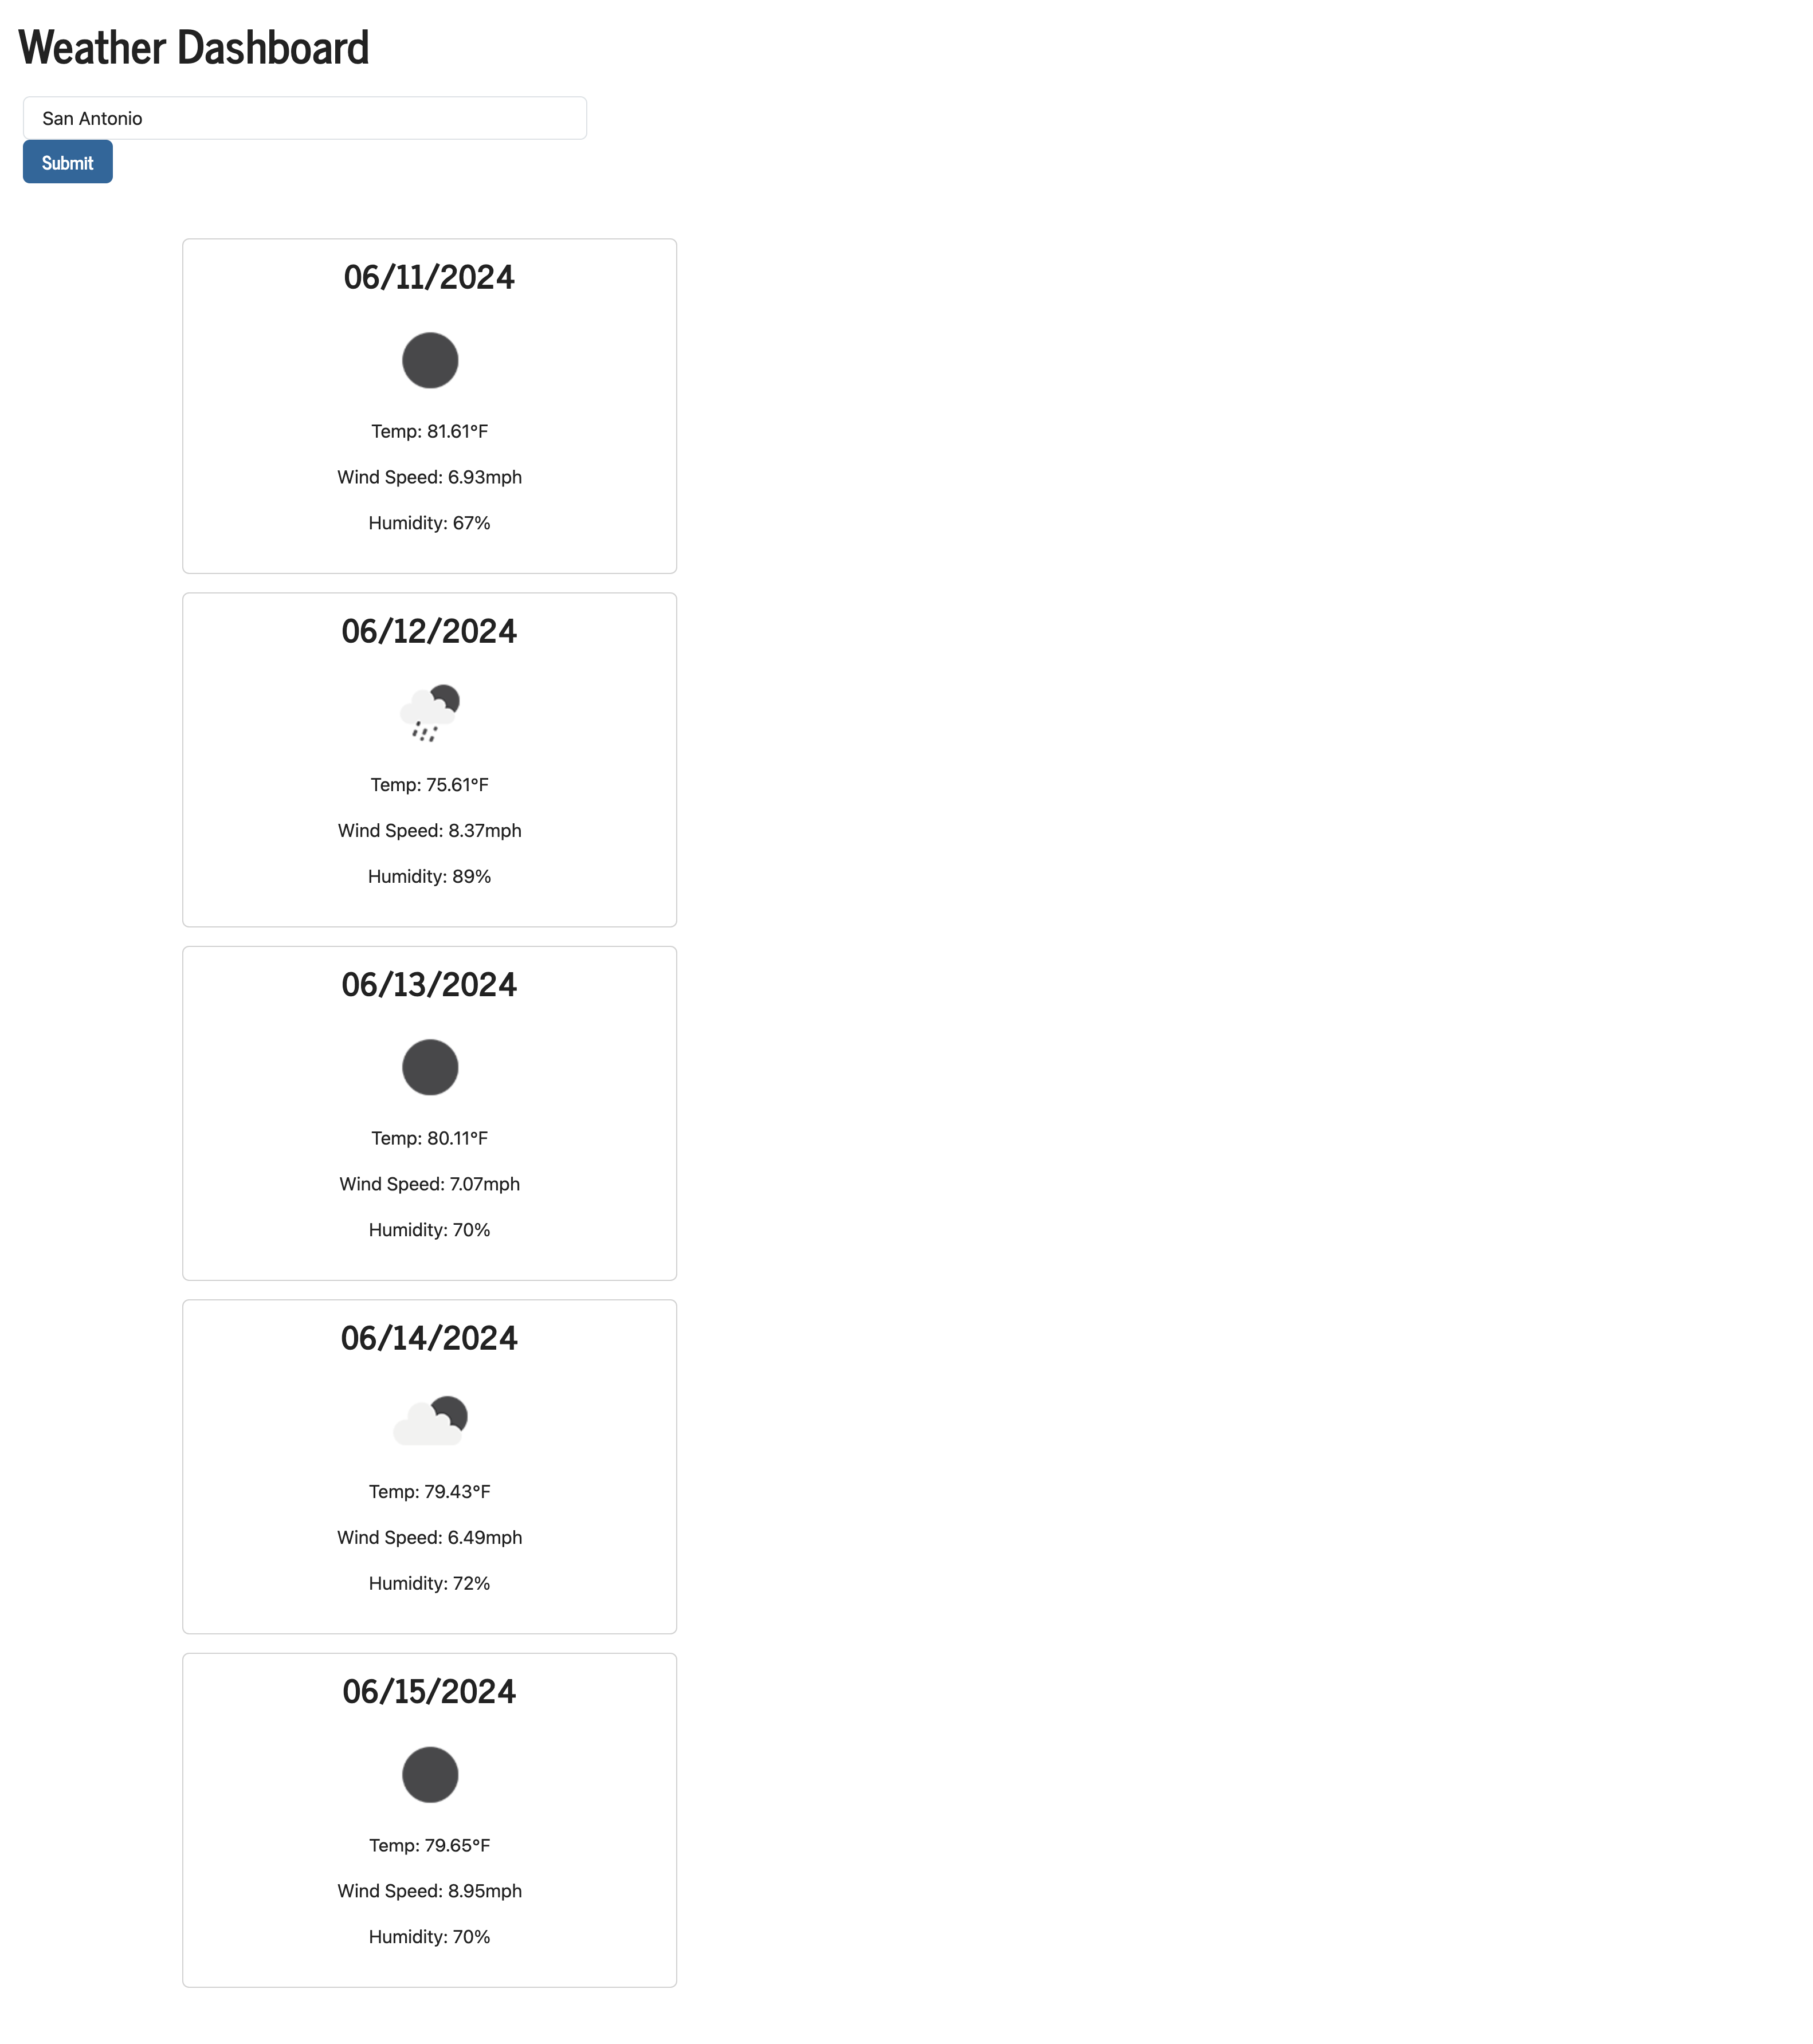 Weather Dashboard
San Antonio
Submit
06/11/2024
Temp: 81.61°F
Wind Speed: 6.93mph
Humidity: 67%
06/12/2024
Temp: 75.61°F
Wind Speed: 8.37mph
Humidity: 89%
06/13/2024
Temp: 80.11°F
Wind Speed: 7.07mph
Humidity: 70%
06/14/2024
Temp: 79.43°F
Wind Speed: 6.49mph
Humidity: 72%
06/15/2024
Temp: 79.65°F
Wind Speed: 8.95mph
Humidity: 70%